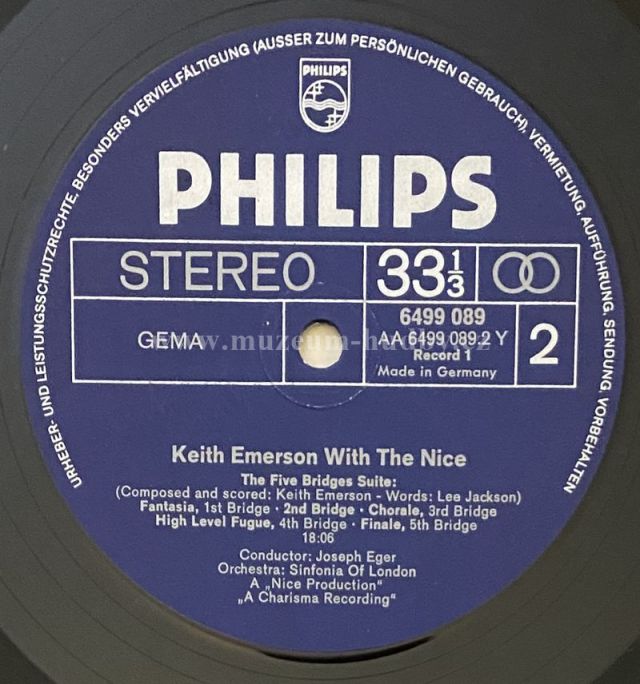 URHEBER- UND LEISTUNGSSCHUTZRECHTE, BESONDERS VERVIELFÄLTIGUNG (AUSSER ZUM PERSÖNLICHEN GEBRAUCH), VERMIETUNG, AUFFÜHRUNG, SENDUNG, VORBEHALTEN
PHILIPS
PHILIPS
STEREO
33 1/3
6499 089
GEMA
AA 6499 089.2 Y
2
Record 1
Made in Germany
www.muzeum-hudby.cz
Keith Emerson With The Nice
The Five Bridges Suite:
(Composed and scored: Keith Emerson - Words: Lee Jackson)
Fantasia, 1st Bridge · 2nd Bridge · Chorale, 3rd Bridge
High Level Fugue, 4th Bridge · Finale, 5th Bridge
18:06
Conductor: Joseph Eger
Orchestra: Sinfonia Of London
A „Nice Production"
„A Charisma Recording"